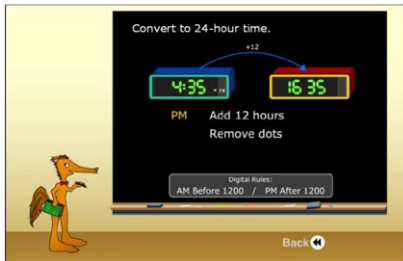 Convert to 24-hour time.
+12
4:35 PM
16 35
PM Add 12 hours
Remove dots
Digital Rules:
AM Before 1200 / PM After 1200
Back